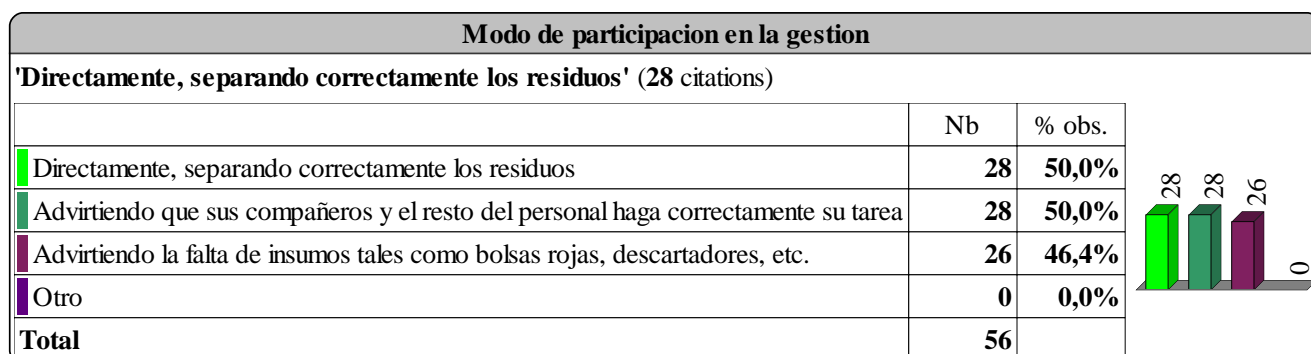 Modo de participacion en la gestion
'Directamente, separando correctamente los residuos' (28 citations)
Nb % obs.
Directamente, separando correctamente los residuos 28 50,0%
Advirtiendo que sus compañeros y el resto del personal haga correctamente su tarea 28 50,0%
Advirtiendo la falta de insumos tales como bolsas rojas, descartadores, etc. 26 46,4%
Otro 0 0,0%
Total 56
28 28 26 0